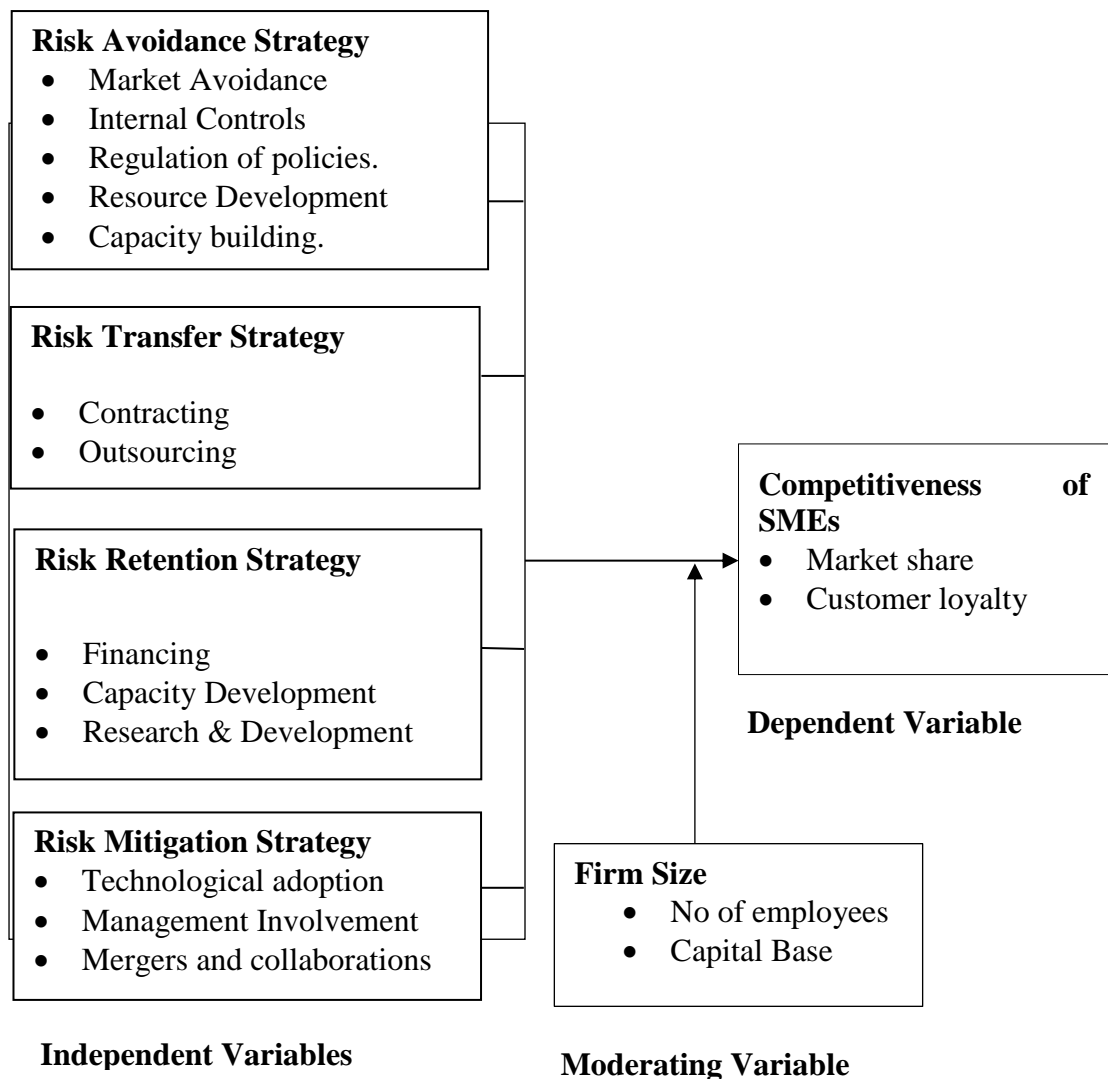 Risk Avoidance Strategy
• Market Avoidance
• Internal Controls
• Regulation of policies.
• Resource Development
• Capacity building.
Risk Transfer Strategy
• Contracting
• Outsourcing
Risk Retention Strategy
• Financing
• Capacity Development
• Research & Development
Risk Mitigation Strategy
• Technological adoption
• Management Involvement
• Mergers and collaborations
Independent Variables
Competitiveness of
SMEs
• Market share
• Customer loyalty
Dependent Variable
Firm Size
• No of employees
• Capital Base
Moderating Variable